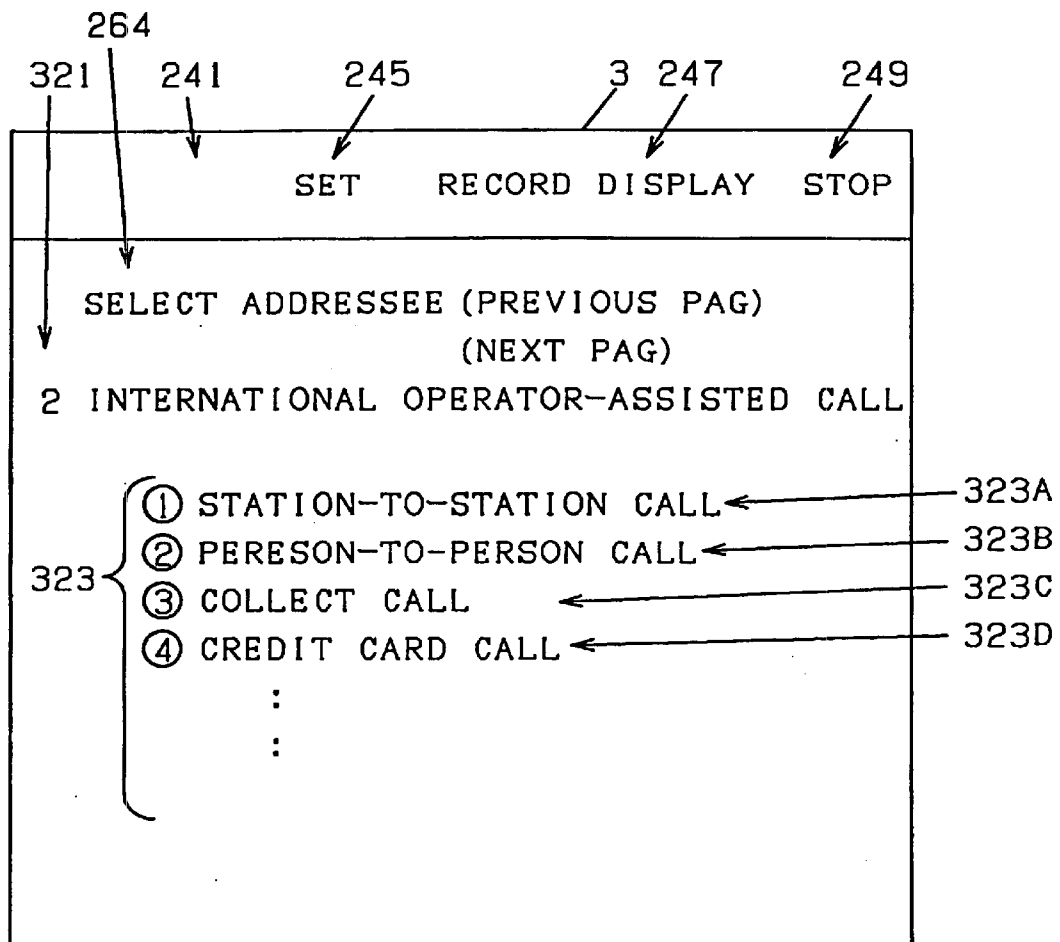 264
321 241 245 3 247 249
SET RECORD DISPLAY STOP
SELECT ADDRESSEE (PREVIOUS PAG)
(NEXT PAG)
2 INTERNATIONAL OPERATOR-ASSISTED CALL
① STATION-TO-STATION CALL 323A
② PERESON-TO-PERSON CALL 323B
323 ③ COLLECT CALL 323C
④ CREDIT CARD CALL 323D
:
: